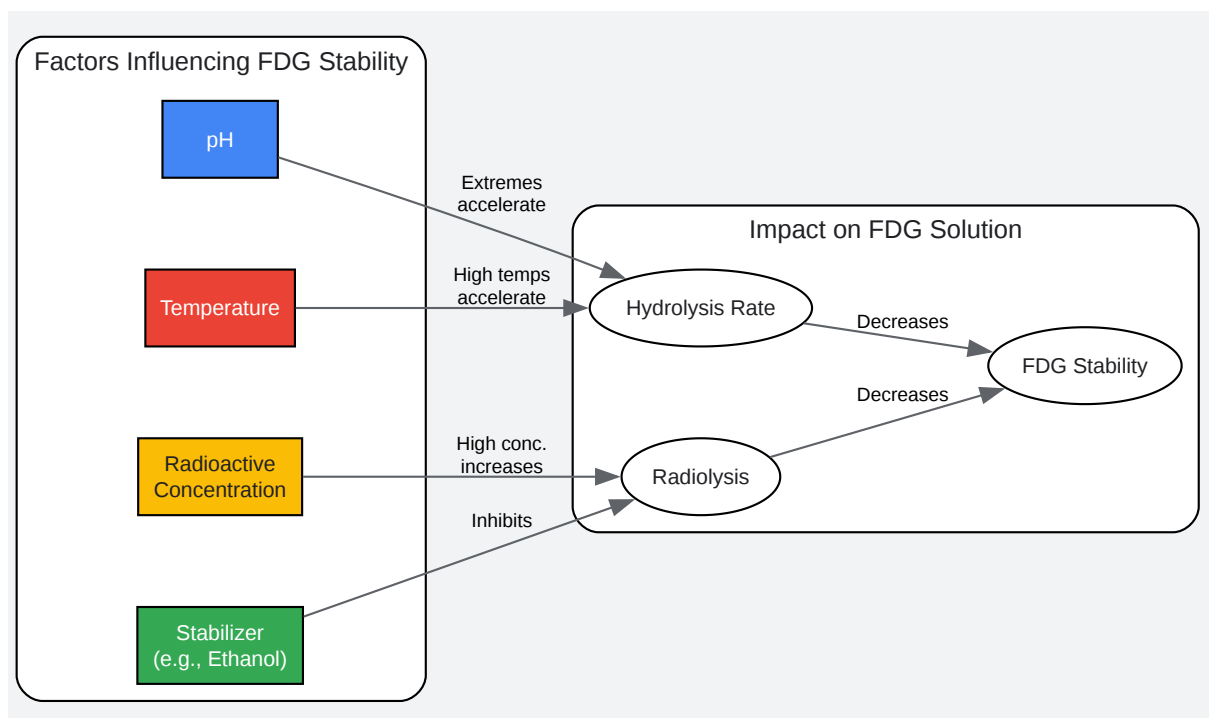 Factors Influencing FDG Stability
pH
Extremes
accelerate
Impact on FDG Solution
Temperature
High temps
accelerate
Hydrolysis Rate
Decreases
FDG Stability
Decreases
Radioactive
Concentration
High conc.
increases
Radiolysis
Inhibits
Stabilizer
(e.g., Ethanol)